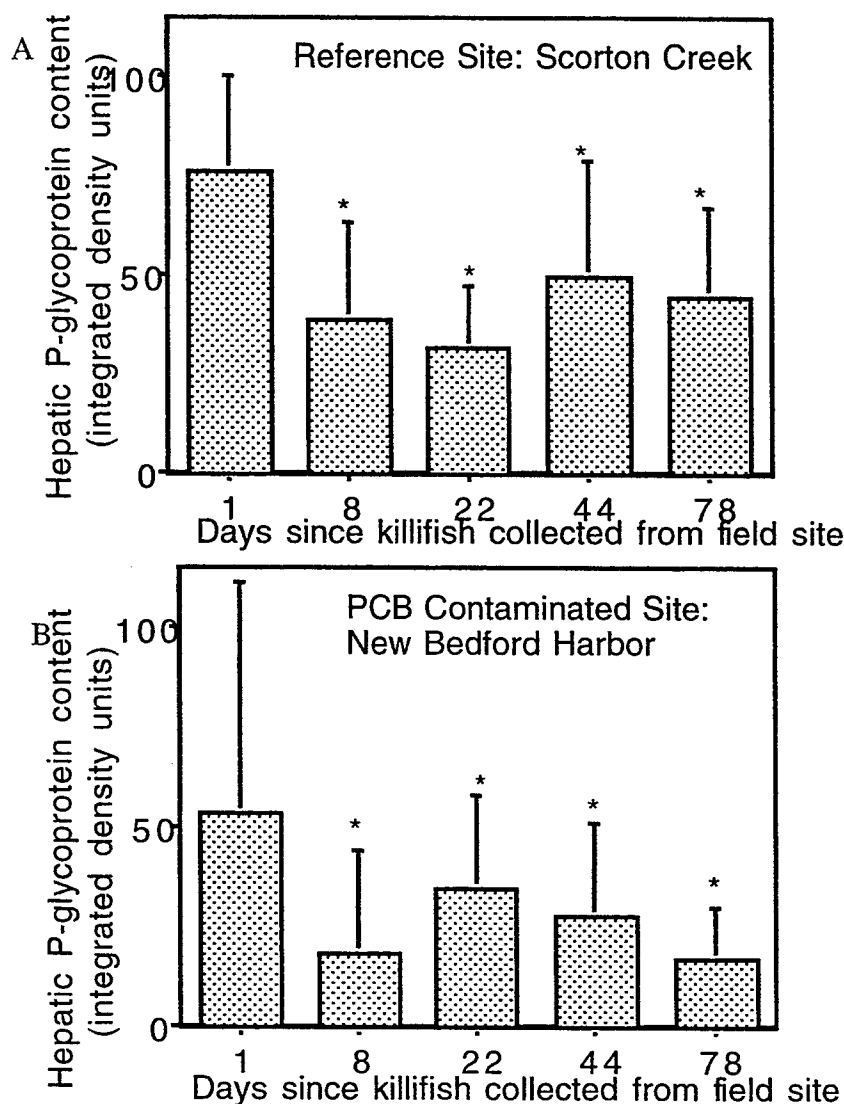 A
Reference Site: Scorton Creek
Hepatic P-glycoprotein content
(integrated density units)
100
50
0
* * * *
1 8 22 44 78
Days since killifish collected from field site
B
PCB Contaminated Site:
New Bedford Harbor
Hepatic P-glycoprotein content
(integrated density units)
100
50
0
* * * *
1 8 22 44 78
Days since killifish collected from field site